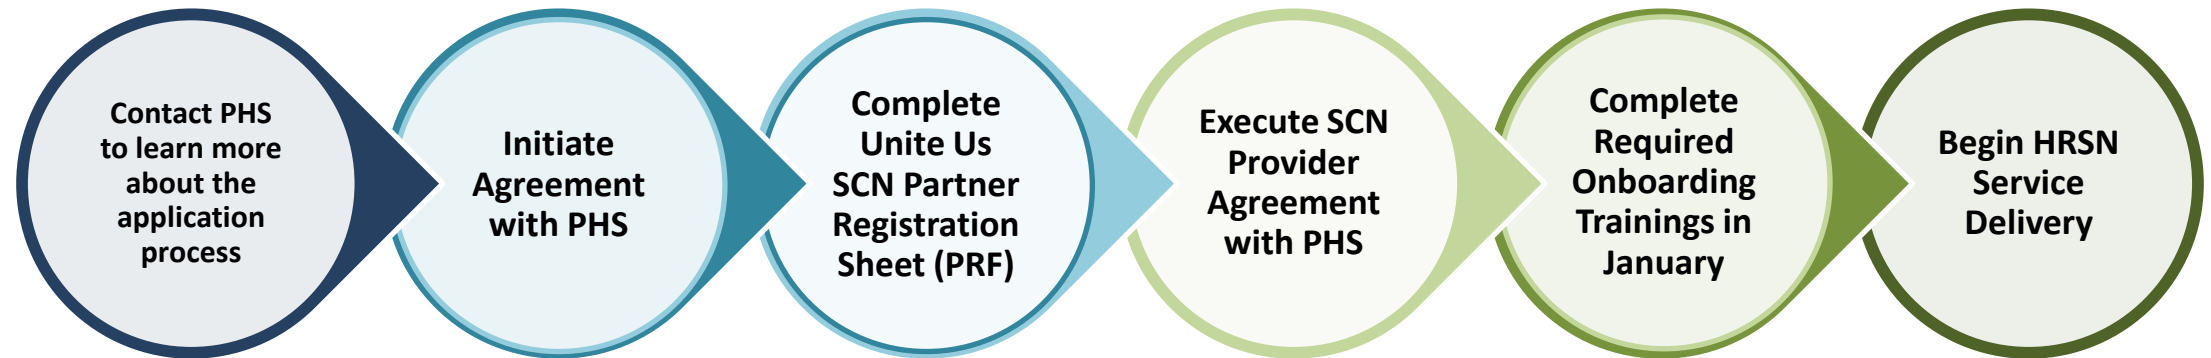 Contact PHS
to learn more
about the
application
process
Initiate
Agreement
with PHS
Complete
Unite Us
SCN Partner
Registration
Sheet (PRF)
Execute SCN
Provider
Agreement
with PHS
Complete
Required
Onboarding
Trainings in
January
Begin HRSN
Service
Delivery